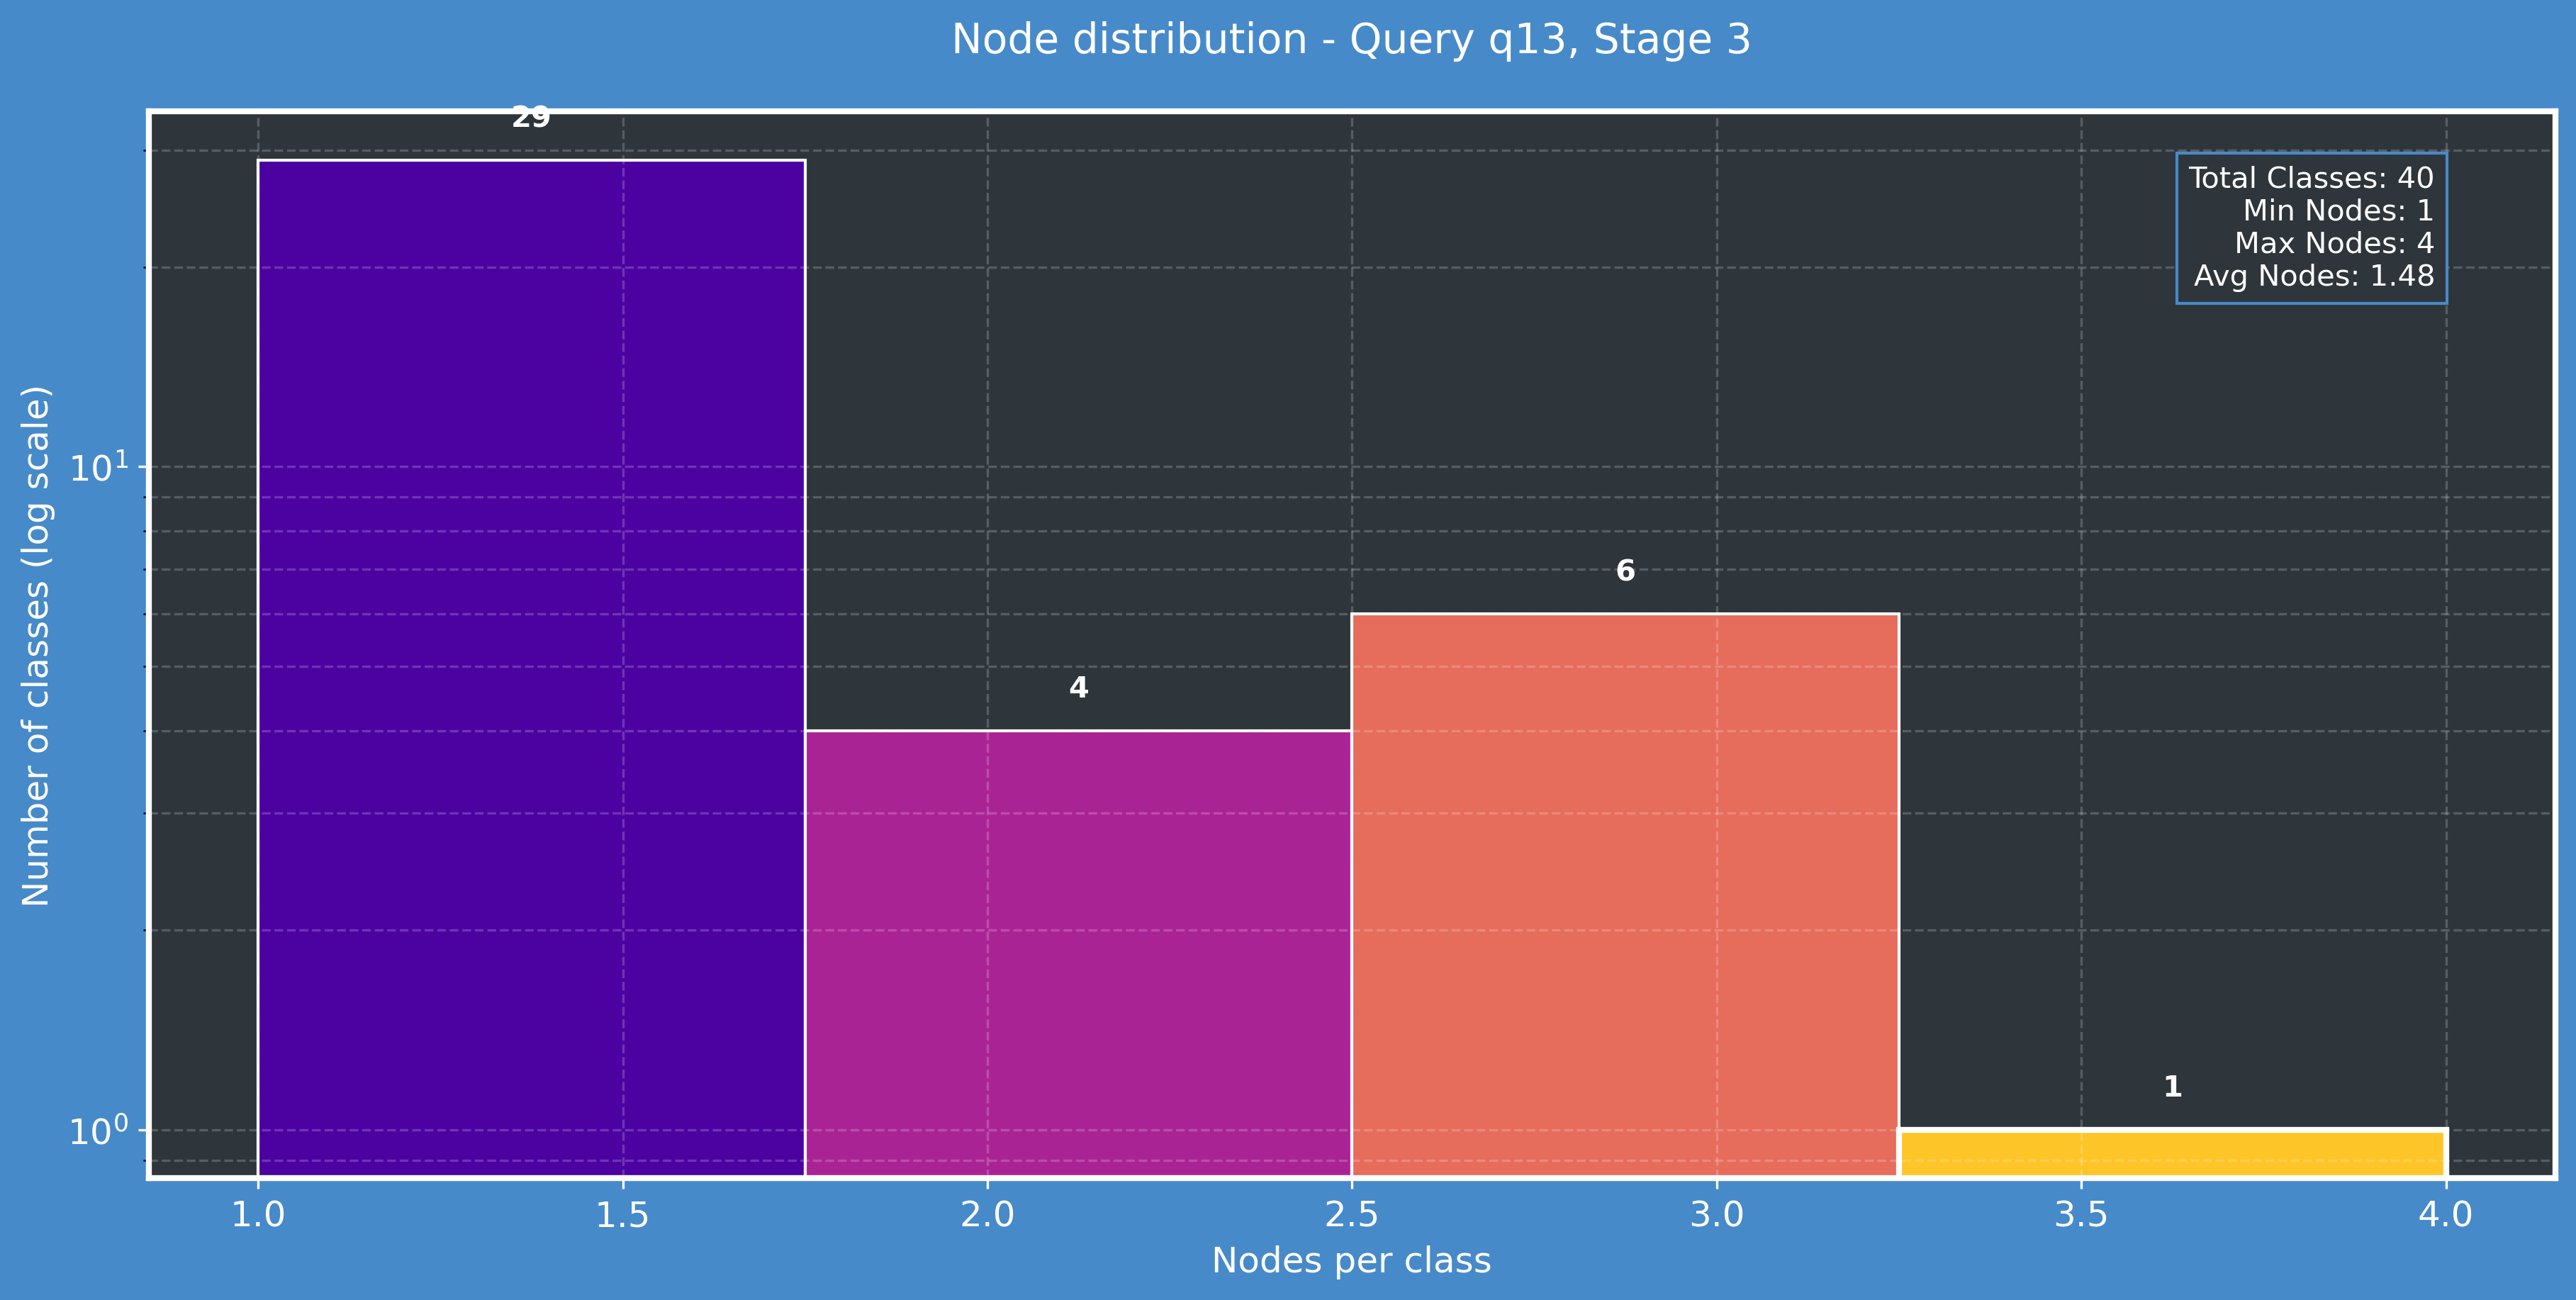 Node distribution - Query q13, Stage 3
29
Total Classes: 40
Min Nodes: 1
Max Nodes: 4
Avg Nodes: 1.48
Number of classes (log scale)
10¹
10⁰
6
4
1
1.0 1.5 2.0 2.5 3.0 3.5 4.0
Nodes per class